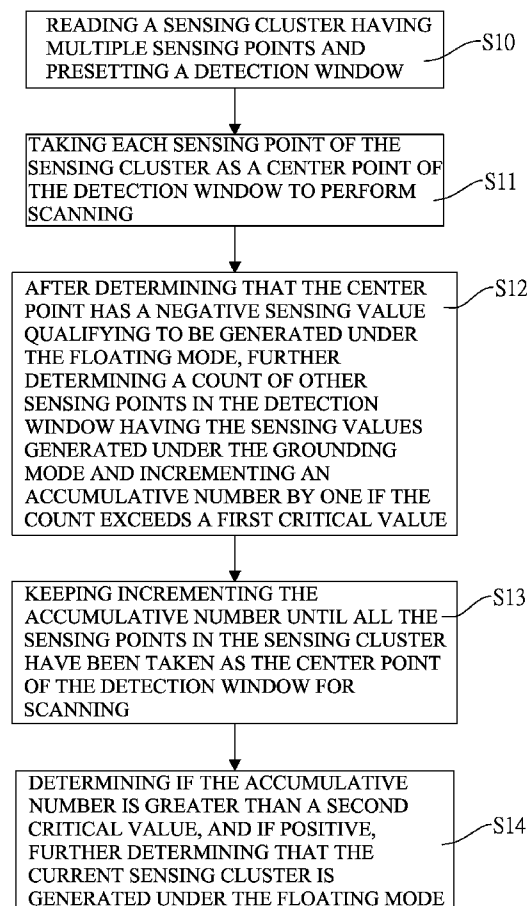 READING A SENSING CLUSTER HAVING
MULTIPLE SENSING POINTS AND
PRESETTING A DETECTION WINDOW
S10
TAKING EACH SENSING POINT OF THE
SENSING CLUSTER AS A CENTER POINT OF
THE DETECTION WINDOW TO PERFORM
SCANNING
S11
AFTER DETERMINING THAT THE CENTER
POINT HAS A NEGATIVE SENSING VALUE
QUALIFYING TO BE GENERATED UNDER
THE FLOATING MODE, FURTHER
DETERMINING A COUNT OF OTHER
SENSING POINTS IN THE DETECTION
WINDOW HAVING THE SENSING VALUES
GENERATED UNDER THE GROUNDING
MODE AND INCREMENTING AN
ACCUMULATIVE NUMBER BY ONE IF THE
COUNT EXCEEDS A FIRST CRITICAL VALUE
S12
KEEPING INCREMENTING THE
ACCUMULATIVE NUMBER UNTIL ALL THE
SENSING POINTS IN THE SENSING CLUSTER
HAVE BEEN TAKEN AS THE CENTER POINT
OF THE DETECTION WINDOW FOR
SCANNING
S13
DETERMINING IF THE ACCUMULATIVE
NUMBER IS GREATER THAN A SECOND
CRITICAL VALUE, AND IF POSITIVE,
FURTHER DETERMINING THAT THE
CURRENT SENSING CLUSTER IS
GENERATED UNDER THE FLOATING MODE
S14